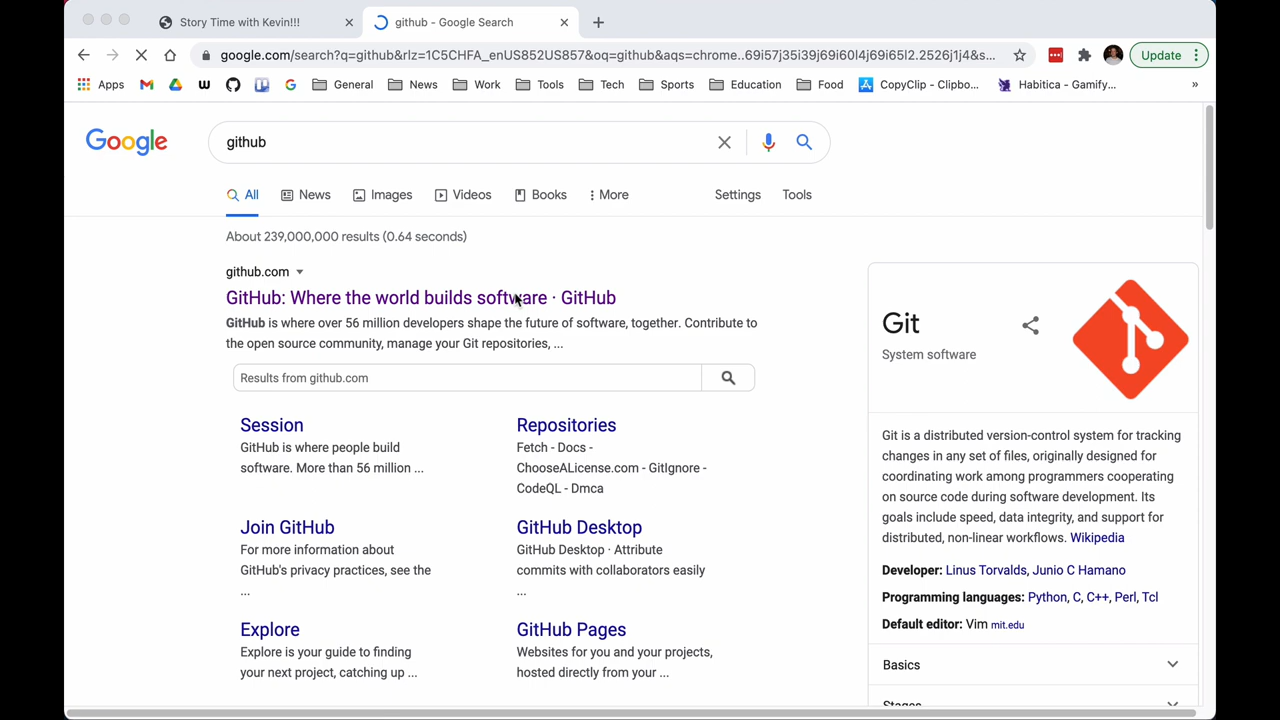 Story Time with Kevin!!!
github - Google Search
google.com/search?q=github&rlz=1C5CHFA_enUS852US857&oq=github&aqs=chrome..69i57j35i39j69i60l4j69i65l2.2526j1j4&s...
Update
Apps
General
News
Work
Tools
Tech
Sports
Education
Food
CopyClip - Clipbo...
Habitica - Gamify...
»
Google
github
All
News
Images
Videos
Books
More
Settings
Tools
About 239,000,000 results (0.64 seconds)
github.com
GitHub: Where the world builds software · GitHub
GitHub is where over 56 million developers shape the future of software, together. Contribute to
the open source community, manage your Git repositories, ...
Results from github.com
Session
GitHub is where people build
software. More than 56 million ...
Repositories
Fetch - Docs -
ChooseALicense.com - GitIgnore -
CodeQL - Dmca
Join GitHub
For more information about
GitHub's privacy practices, see the
...
GitHub Desktop
GitHub Desktop · Attribute
commits with collaborators easily
...
Explore
Explore is your guide to finding
your next project, catching up ...
GitHub Pages
Websites for you and your projects,
hosted directly from your ...
Git
System software
Git is a distributed version-control system for tracking
changes in any set of files, originally designed for
coordinating work among programmers cooperating
on source code during software development. Its
goals include speed, data integrity, and support for
distributed, non-linear workflows. Wikipedia
Developer: Linus Torvalds, Junio C Hamano
Programming languages: Python, C, C++, Perl, Tcl
Default editor: Vim mit.edu
Basics
Stages